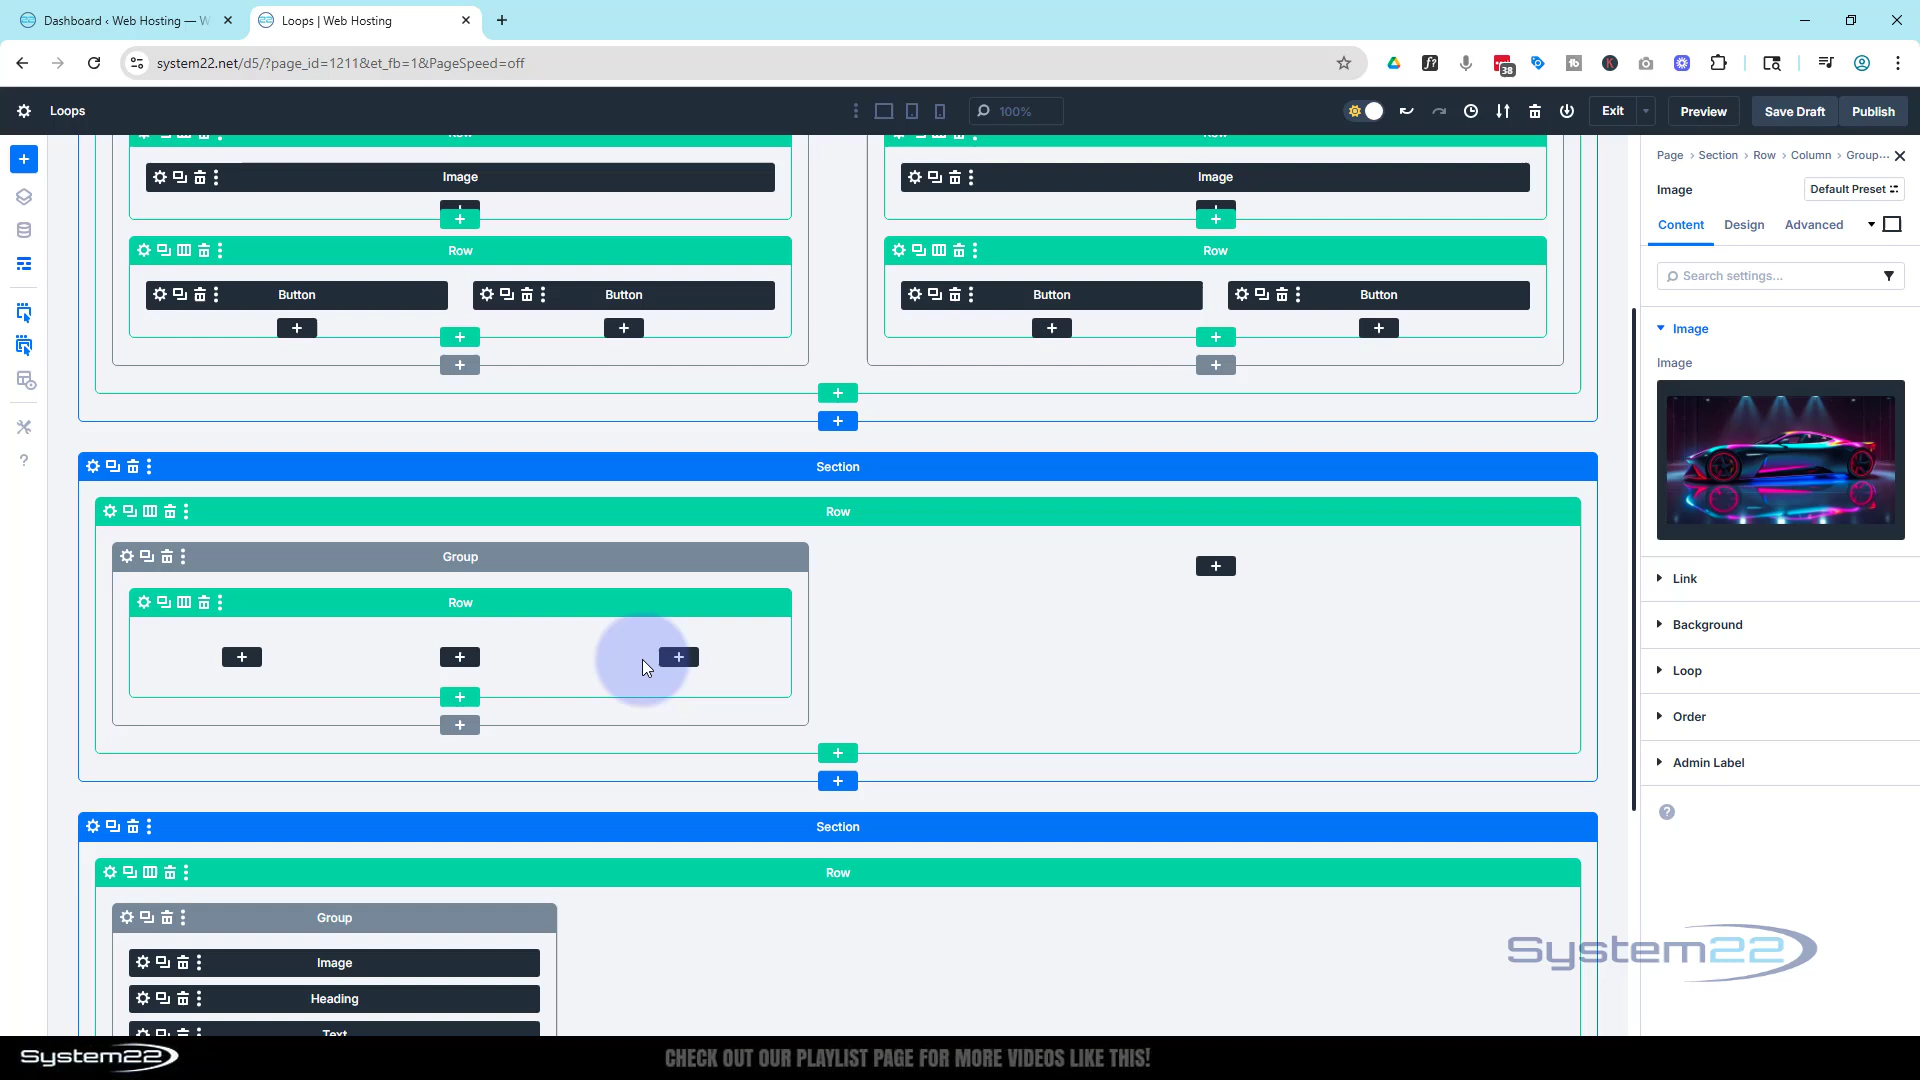 Dashboard ‹ Web Hosting — W
Loops | Web Hosting
system22.net/d5/?page_id=1211&et_fb=1&PageSpeed=off
38
Loops
100%
Exit
Preview
Save Draft
Publish
Image
Image
Row
Row
Button
Button
Button
Button
Section
Row
Group
Row
Section
Row
Group
Image
Heading
Text
Page > Section > Row > Column > Group...
Image
Default Preset
Content
Design
Advanced
Search settings...
Image
Image
Link
Background
Loop
Order
Admin Label
System22
System22
CHECK OUT OUR PLAYLIST PAGE FOR MORE VIDEOS LIKE THIS!